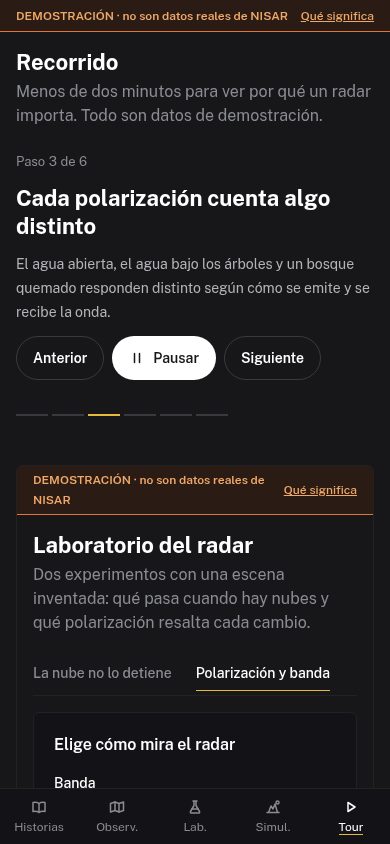 DEMOSTRACIÓN · no son datos reales de NISAR Qué significa
Recorrido
Menos de dos minutos para ver por qué un radar
importa. Todo son datos de demostración.
Paso 3 de 6
Cada polarización cuenta algo
distinto
El agua abierta, el agua bajo los árboles y un bosque
quemado responden distinto según cómo se emite y se
recibe la onda.
Anterior Pausar Siguiente
DEMOSTRACIÓN · no son datos reales de
NISAR
Qué significa
Laboratorio del radar
Dos experimentos con una escena
inventada: qué pasa cuando hay nubes y
qué polarización resalta cada cambio.
La nube no lo detiene Polarización y banda
Elige cómo mira el radar
Banda
Historias Observ. Lab. Simul. Tour